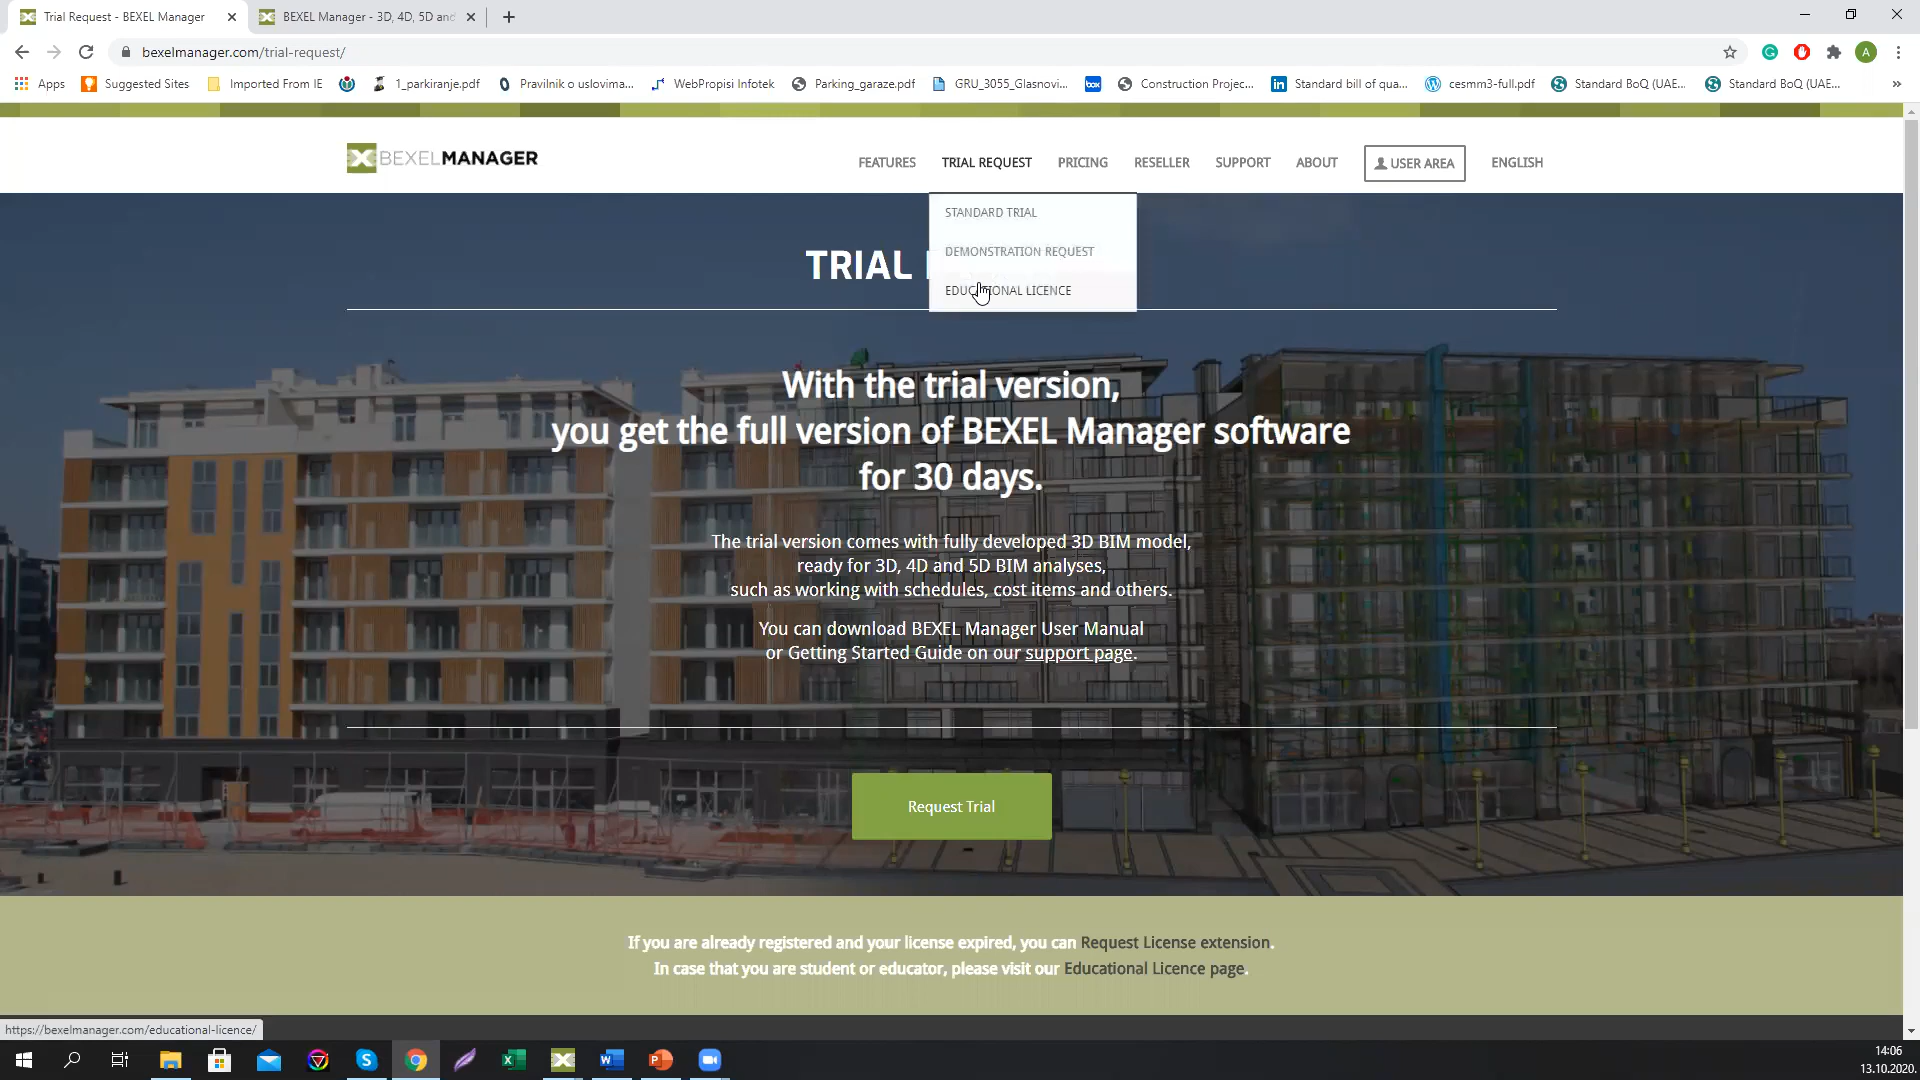 Trial Request - BEXEL Manager
BEXEL Manager - 3D, 4D, 5D and
bexelmanager.com/trial-request/
A
Apps
Suggested Sites
Imported From IE
1_parkiranje.pdf
Pravilnik o uslovima...
WebPropisi Infotek
Parking_garaze.pdf
GRU_3055_Glasnovi...
box
Construction Projec...
Standard bill of qua...
cesmm3-full.pdf
Standard BoQ (UAE...
Standard BoQ (UAE...
BEXELMANAGER
FEATURES
TRIAL REQUEST
PRICING
RESELLER
SUPPORT
ABOUT
USER AREA
ENGLISH
STANDARD TRIAL
DEMONSTRATION REQUEST
EDUCATIONAL LICENCE
TRIAL
With the trial version,
you get the full version of BEXEL Manager software
for 30 days.
The trial version comes with fully developed 3D BIM model,
ready for 3D, 4D and 5D BIM analyses,
such as working with schedules, cost items and others.
You can download BEXEL Manager User Manual
or Getting Started Guide on our support page.
Request Trial
If you are already registered and your license expired, you can Request License extension.
In case that you are student or educator, please visit our Educational Licence page.
https://bexelmanager.com/educational-licence/
14:06
13.10.2020.